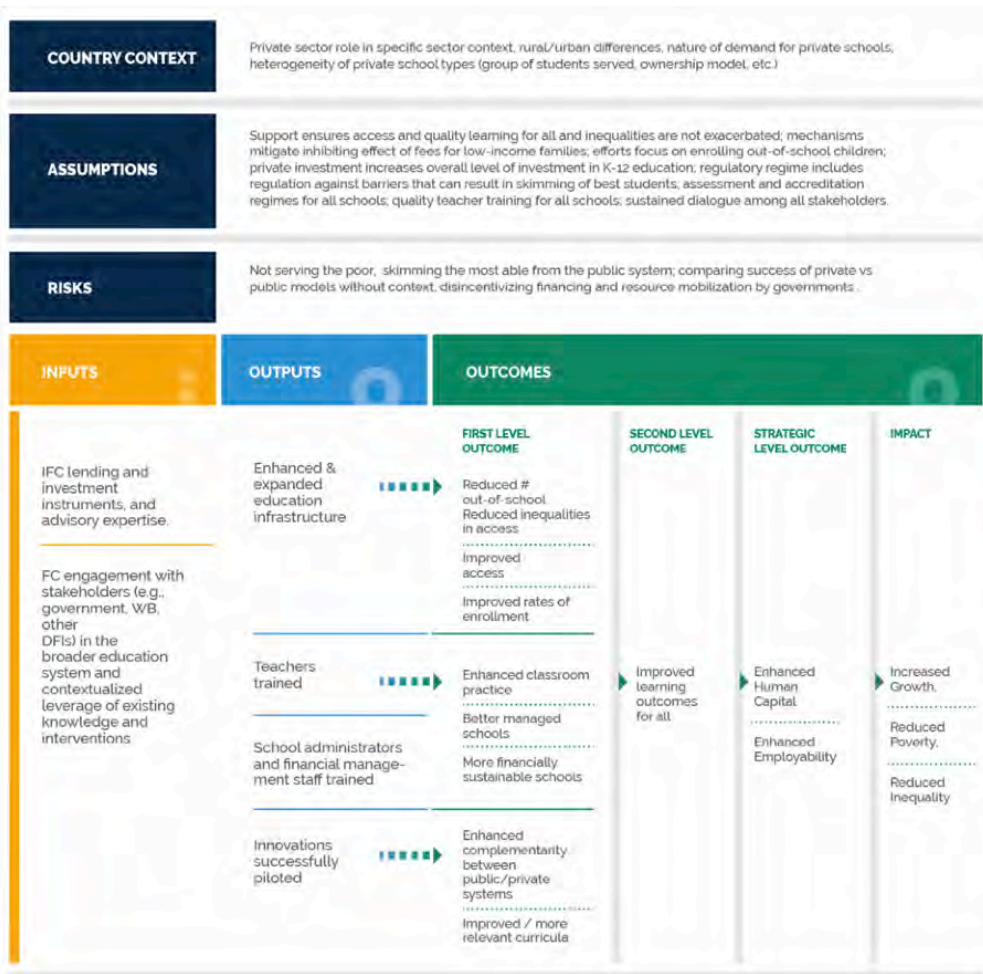 COUNTRY CONTEXT
Private sector role in specific sector context, rural/urban differences, nature of demand for private schools,
heterogeneity of private school types (group of students served, ownership model, etc.)
ASSUMPTIONS
Support ensures access and quality learning for all and inequalities are not exacerbated; mechanisms
mitigate inhibiting effect of fees for low-income families; efforts focus on enrolling out-of-school children;
private investment increases overall level of investment in K-12 education; regulatory regime includes
regulation against barriers that can result in skimming of best students; assessment and accreditation
regimes for all schools; quality teacher training for all schools; sustained dialogue among all stakeholders.
RISKS
Not serving the poor, skimming the most able from the public system; comparing success of private vs
public models without context, disincentivizing financing and resource mobilization by governments .
INPUTS
OUTPUTS
OUTCOMES
IFC lending and
investment
instruments, and
advisory expertise.
FC engagement with
stakeholders (e.g.,
government, WB,
other
DFIs) in the
broader education
system and
contextualized
leverage of existing
knowledge and
interventions
Enhanced &
expanded
education
infrastructure
Teachers
trained
School administrators
and financial manage-
ment staff trained
Innovations
successfully
piloted
FIRST LEVEL
OUTCOME
Reduced #
out-of-school
Reduced inequalities
in access
Improved
access
Improved rates of
enrollment
Enhanced classroom
practice
Better managed
schools
More financially
sustainable schools
Enhanced
complementarity
between
public/private
systems
Improved / more
relevant curricula
SECOND LEVEL
OUTCOME
Improved
learning
outcomes
for all
STRATEGIC
LEVEL OUTCOME
Enhanced
Human
Capital
Enhanced
Employability
IMPACT
Increased
Growth,
Reduced
Poverty,
Reduced
Inequality